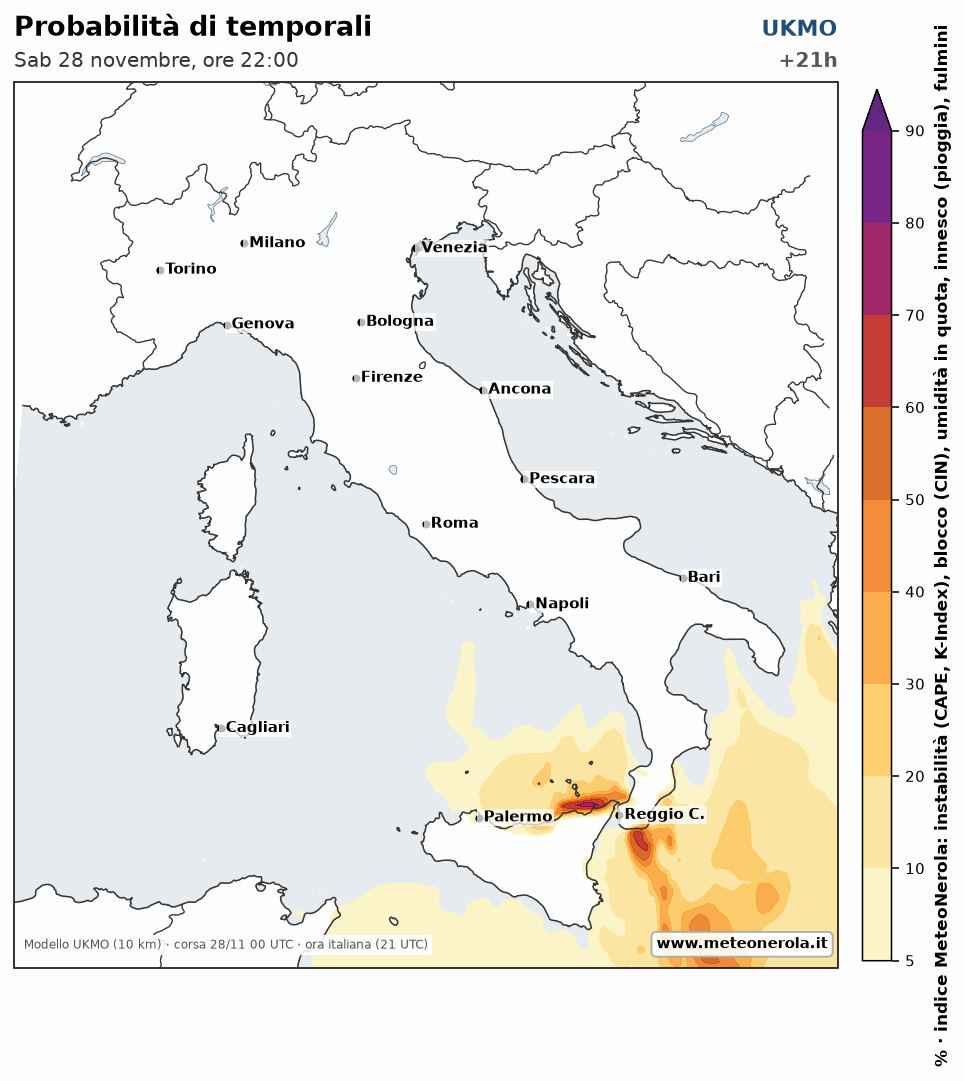 Probabilità di temporali
UKMO
Sab 28 novembre, ore 22:00
+21h
Milano
Venezia
Torino
Genova
Bologna
Firenze
Ancona
Pescara
Roma
Bari
Napoli
Cagliari
Palermo
Reggio C.
Modello UKMO (10 km) · corsa 28/11 00 UTC · ora italiana (21 UTC)
www.meteonerola.it
90
80
70
60
50
40
30
20
10
5
% · indice MeteoNerola: instabilità (CAPE, K-Index), blocco (CIN), umidità in quota, innesco (pioggia), fulmini